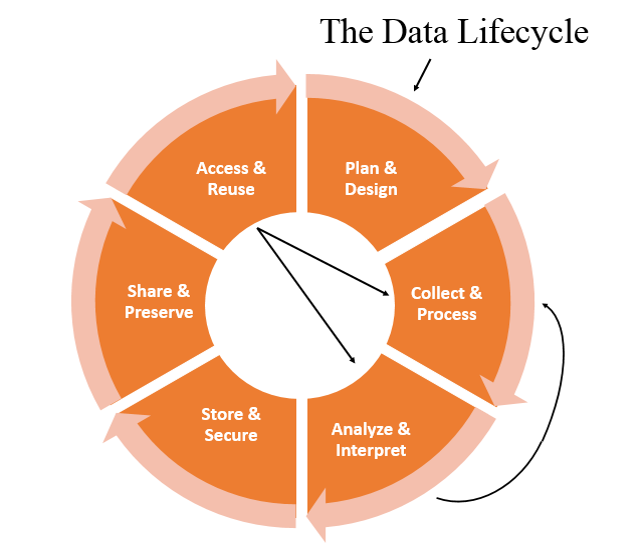 The Data Lifecycle
Access &
Reuse
Plan &
Design
Share &
Preserve
Collect &
Process
Store &
Secure
Analyze &
Interpret